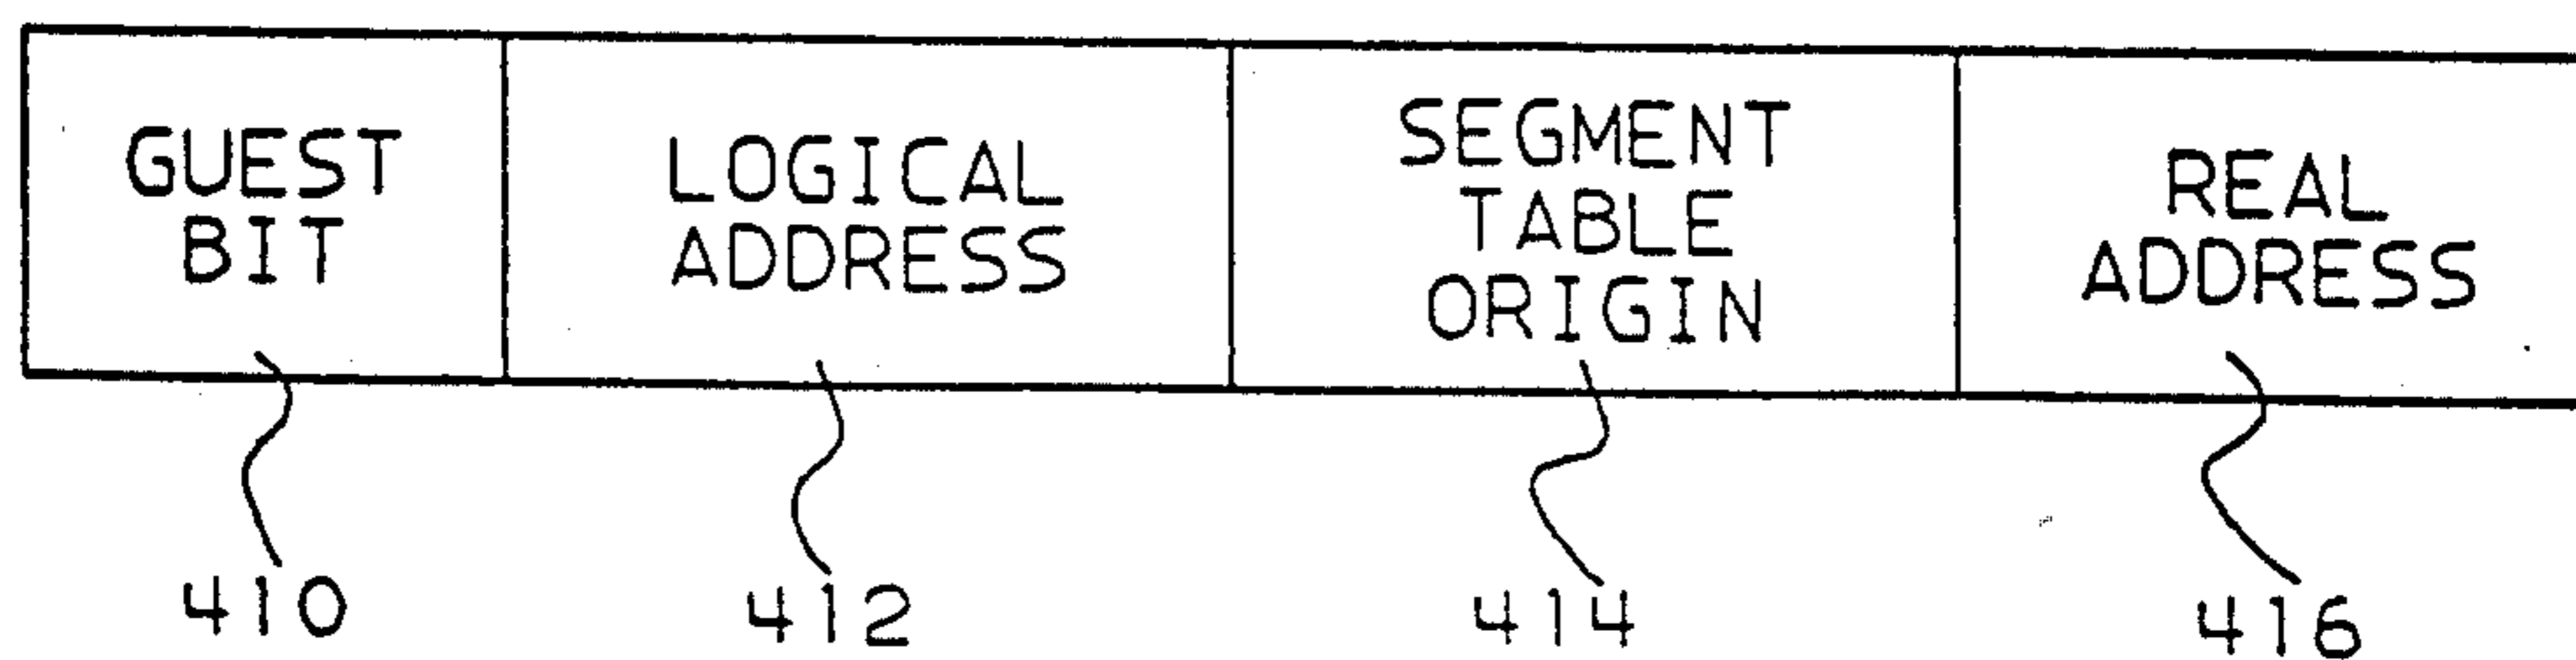 GUEST
BIT
LOGICAL
ADDRESS
SEGMENT
TABLE
ORIGIN
REAL
ADDRESS
410
412
414
416